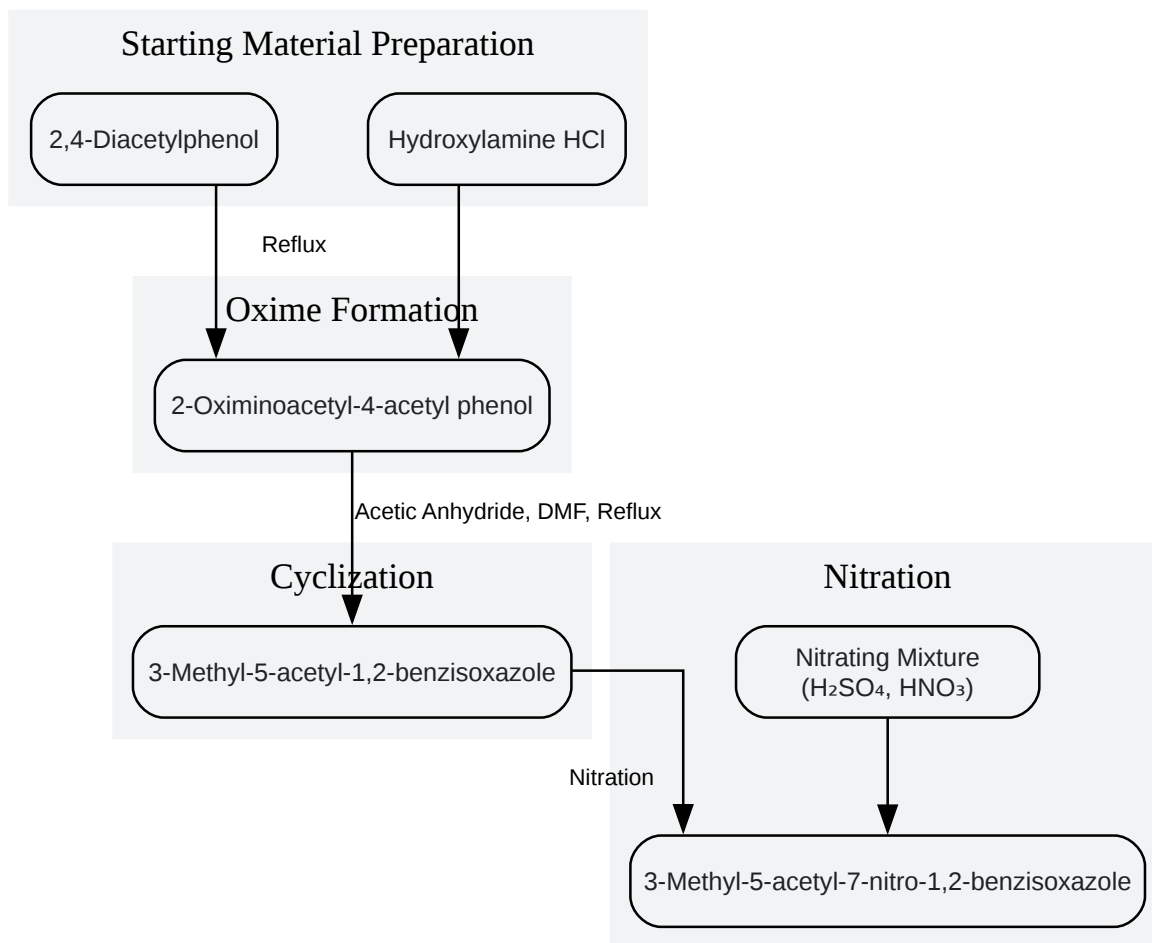 Starting Material Preparation
2,4-Diacetylphenol
Hydroxylamine HCl
Reflux
Oxime Formation
2-Oximinoacetyl-4-acetyl phenol
Acetic Anhydride, DMF, Reflux
Cyclization
Nitration
3-Methyl-5-acetyl-1,2-benzisoxazole
Nitrating Mixture
(H₂SO₄, HNO₃)
Nitration
3-Methyl-5-acetyl-7-nitro-1,2-benzisoxazole